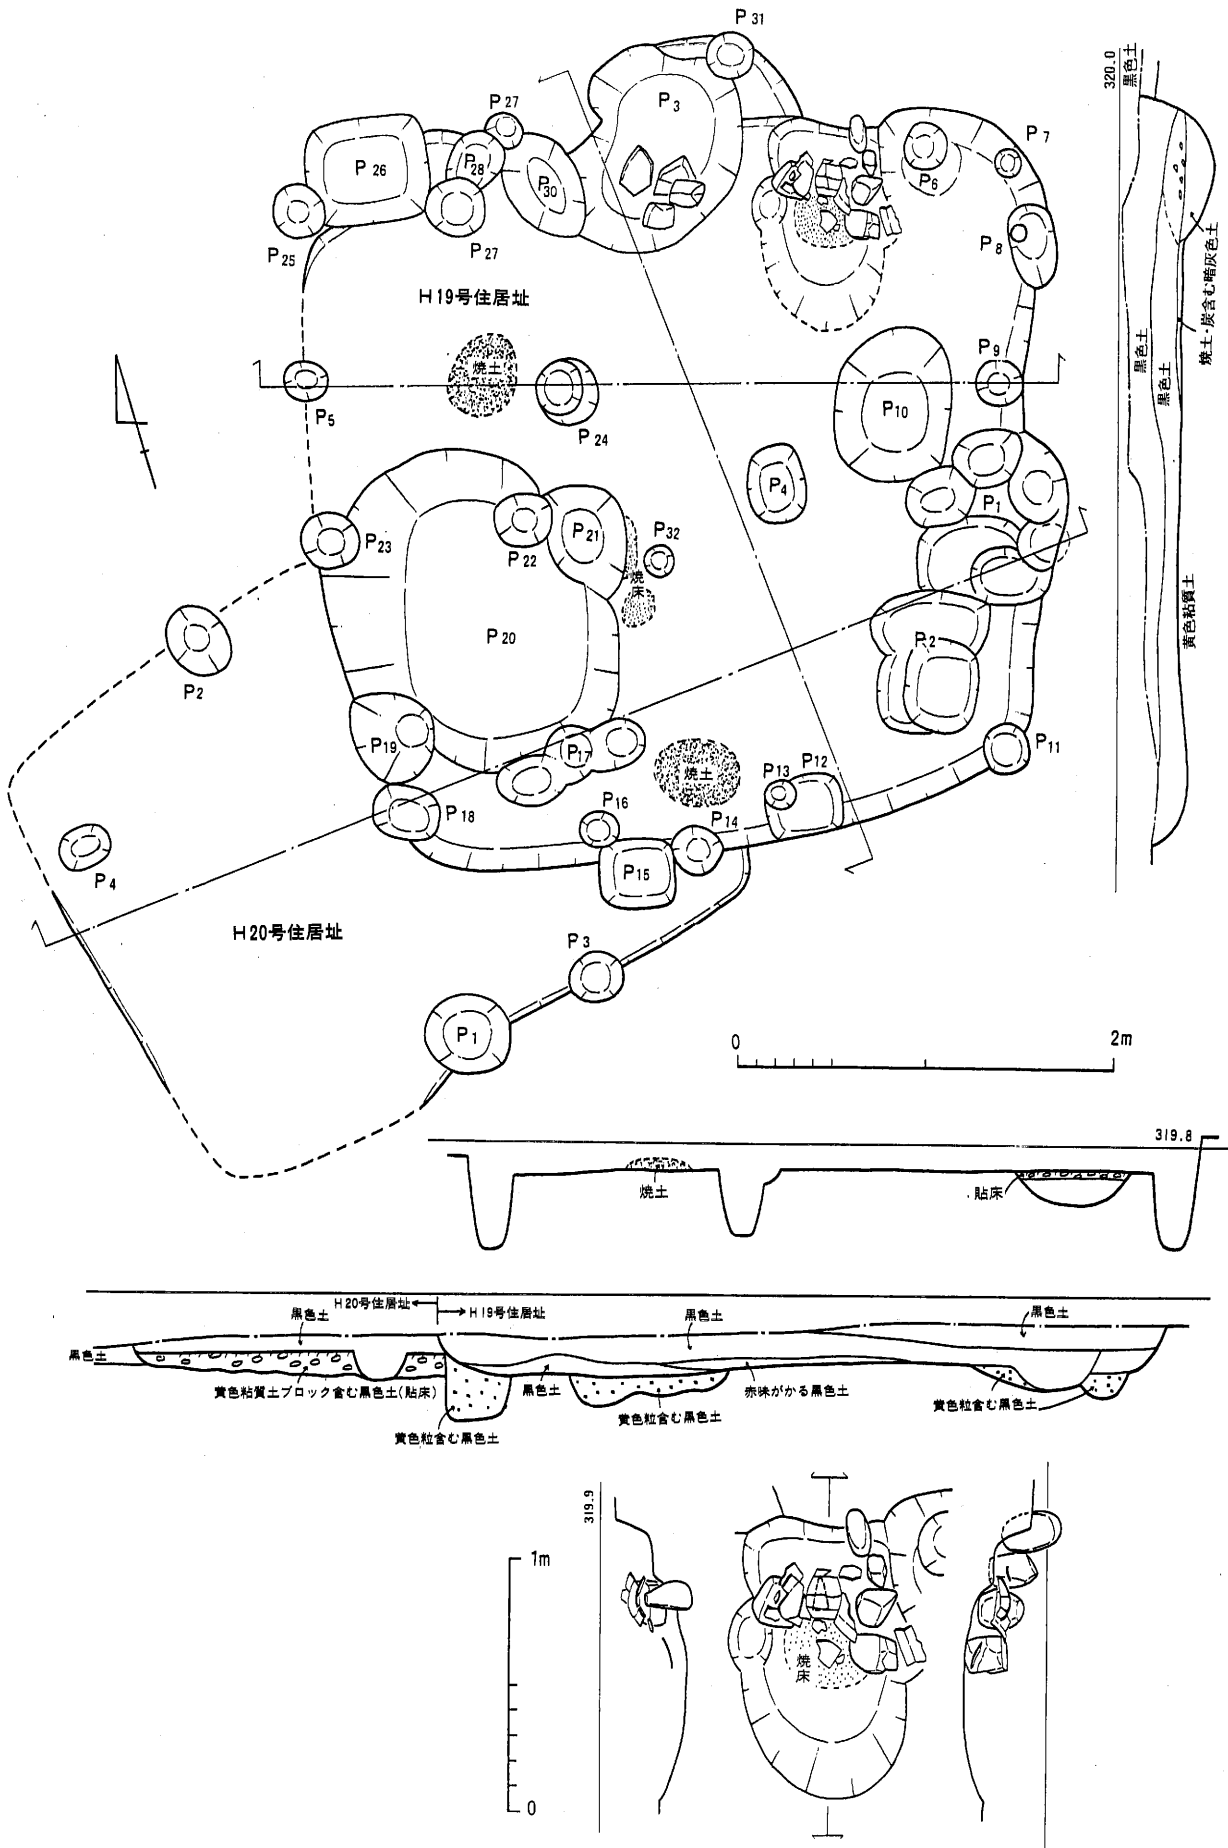 P31
P27
P3
P7
P26
P28
P30
P6
P25
P27
P8
H19号住居址
焼土
P5
P24
P9
P10
P4
P1
P23
P22
P21
P32
焼床
P20
P2
P2
P19
P17
焼土
P11
P18
P16
P13
P12
P14
P15
P4
H20号住居址
P3
P1
0
2m
320.0
黒色土
黒色土
黒色土
焼土・炭含む暗灰色土
黄色粘質土
319.8
焼土
貼床
H20号住居址
H19号住居址
黒色土
黒色土
黒色土
黒色土
黄色粘質土ブロック含む黒色土(貼床)
黒色土
赤味がかる黒色土
黄色粒含む黒色土
黄色粒含む黒色土
黄色粒含む黒色土
319.9
1m
焼床
0